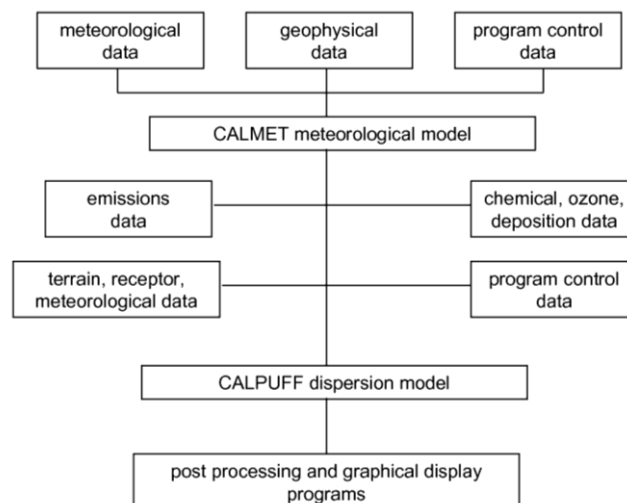 meteorological
data
geophysical
data
program control
data
CALMET meteorological model
emissions
data
chemical, ozone,
deposition data
terrain, receptor,
meteorological data
program control
data
CALPUFF dispersion model
post processing and graphical display
programs